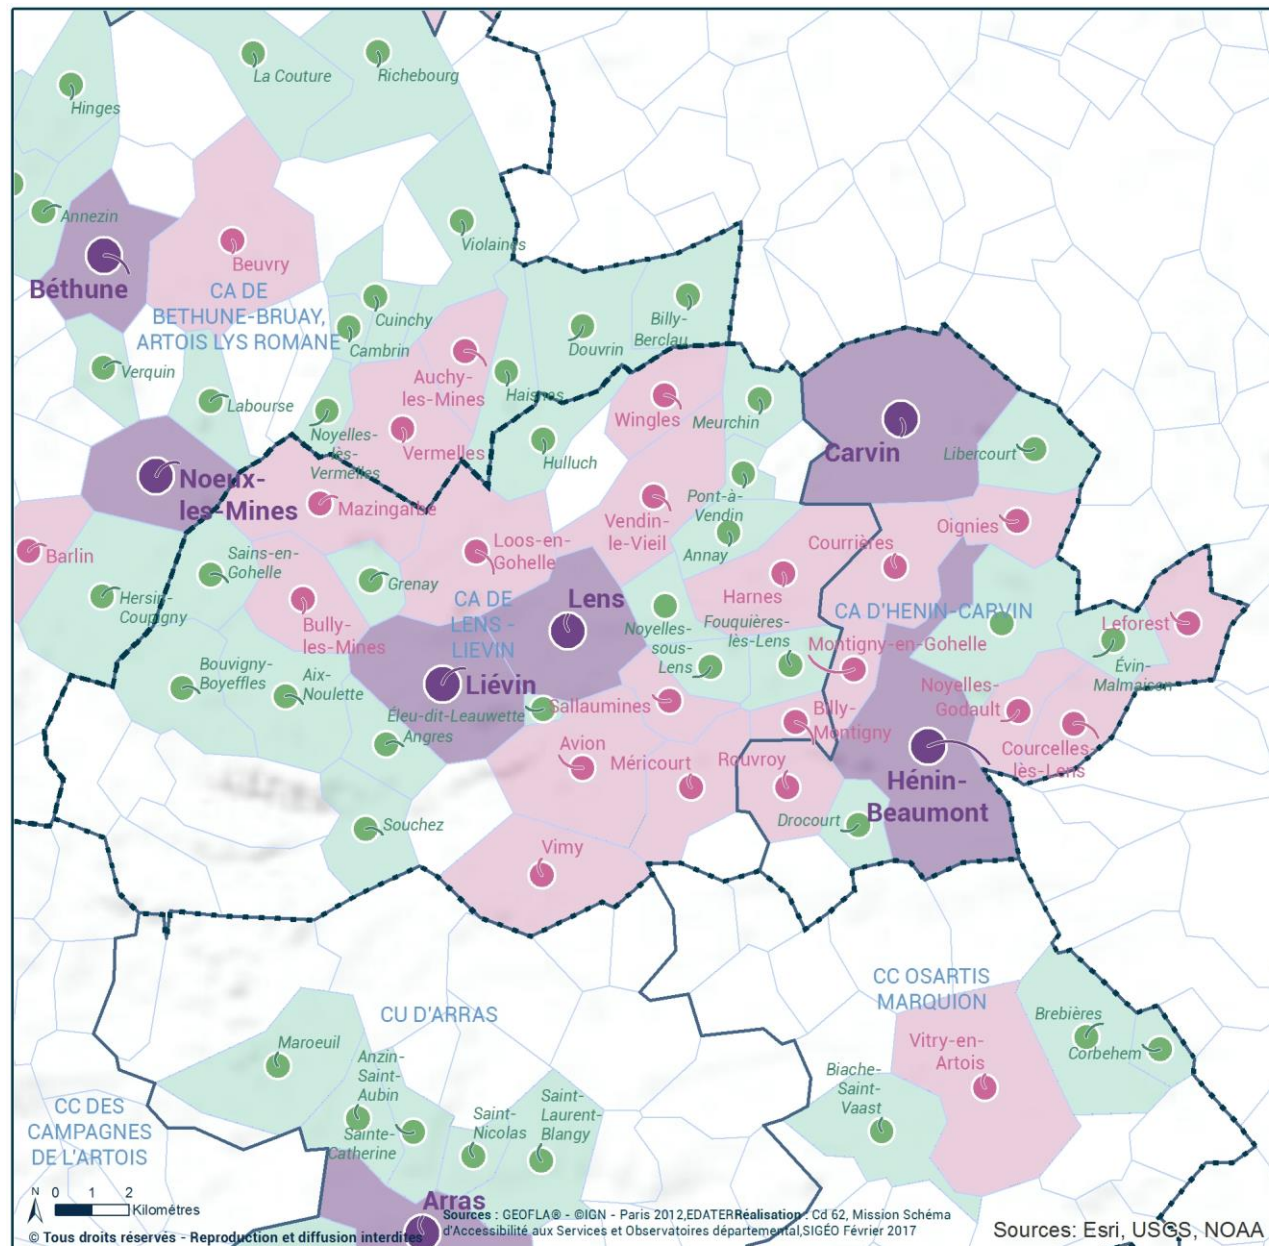 La Couture
Richebourg
Hinges
Annezin
Violaines
Beuvry
Béthune
CA DE
BETHUNE-BRUAY,
ARTOIS LYS ROMANE
Cuinchy
Cambrin
Douvrin
Billy-
Berclau
Verquin
Labourse
Auchy-
les-Mines
Haisnes
Wingles
Meurchin
Carvin
Libercourt
Noyelles-
lès-
Vermelles
Vermelles
Hulluch
Noeux-
les-Mines
Mazingarbe
Pont-à-
Vendin
Vendin-
le-Vieil
Annay
Courrières
Oignies
Barlin
Sains-en-
Gohelle
Loos-en-
Gohelle
Grenay
Hersin-
Coupigny
Bully-
les-Mines
CA DE
LENS -
LIEVIN
Lens
Harnes
Noyelles-
sous-
Lens
Fouquières-
lès-Lens
CA D'HENIN-CARVIN
Montigny-en-Gohelle
Leforest
Évin-
Malmaison
Bouvigny-
Boyeffles
Aix-
Noulette
Liévin
Éleu-dit-Leauwette
Sallaumines
Billy-
Montigny
Noyelles-
Godault
Courcelles-
lès-Lens
Angres
Avion
Méricourt
Rouvroy
Hénin-
Beaumont
Drocourt
Souchez
Vimy
CC OSARTIS
MARQUION
CU D'ARRAS
Maroeuil
Anzin-
Saint-
Aubin
Sainte-
Catherine
Saint-
Nicolas
Saint-
Laurent-
Blangy
Biache-
Saint-
Vaast
Vitry-en-
Artois
Brebières
Corbehem
CC DES
CAMPAGNES
DE L'ARTOIS
Arras
N
0 1 2
Kilométres
Sources : GEOFLA® - ©IGN - Paris 2012,EDATERRéalisation : Cd 62, Mission Schéma
d'Accessibilité aux Services et Observatoires départemental,SIGÉO Février 2017
© Tous droits réservés - Reproduction et diffusion interdites
Sources: Esri, USGS, NOAA